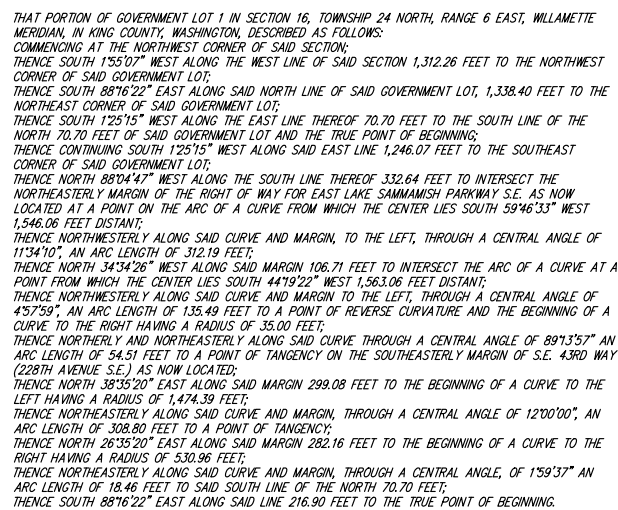 THAT PORTION OF GOVERNMENT LOT 1 IN SECTION 16, TOWNSHIP 24 NORTH, RANGE 6 EAST, WILLAMETTE
MERIDIAN, IN KING COUNTY, WASHINGTON, DESCRIBED AS FOLLOWS:
COMMENCING AT THE NORTHWEST CORNER OF SAID SECTION;
THENCE SOUTH 1°55'07" WEST ALONG THE WEST LINE OF SAID SECTION 1,312.26 FEET TO THE NORTHWEST
CORNER OF SAID GOVERNMENT LOT;
THENCE SOUTH 88°16'22" EAST ALONG SAID NORTH LINE OF SAID GOVERNMENT LOT, 1,338.40 FEET TO THE
NORTHEAST CORNER OF SAID GOVERNMENT LOT;
THENCE SOUTH 1°25'15" WEST ALONG THE EAST LINE THEREOF 70.70 FEET TO THE SOUTH LINE OF THE
NORTH 70.70 FEET OF SAID GOVERNMENT LOT AND THE TRUE POINT OF BEGINNING;
THENCE CONTINUING SOUTH 1°25'15" WEST ALONG SAID EAST LINE 1,246.07 FEET TO THE SOUTHEAST
CORNER OF SAID GOVERNMENT LOT;
THENCE NORTH 88°04'47" WEST ALONG THE SOUTH LINE THEREOF 332.64 FEET TO INTERSECT THE
NORTHEASTERLY MARGIN OF THE RIGHT OF WAY FOR EAST LAKE SAMMAMISH PARKWAY S.E. AS NOW
LOCATED AT A POINT ON THE ARC OF A CURVE FROM WHICH THE CENTER LIES SOUTH 59°46'33" WEST
1,546.06 FEET DISTANT;
THENCE NORTHWESTERLY ALONG SAID CURVE AND MARGIN, TO THE LEFT, THROUGH A CENTRAL ANGLE OF
11°34'10", AN ARC LENGTH OF 312.19 FEET;
THENCE NORTH 34°34'26" WEST ALONG SAID MARGIN 106.71 FEET TO INTERSECT THE ARC OF A CURVE AT A
POINT FROM WHICH THE CENTER LIES SOUTH 44°19'22" WEST 1,563.06 FEET DISTANT;
THENCE NORTHWESTERLY ALONG SAID CURVE AND MARGIN TO THE LEFT, THROUGH A CENTRAL ANGLE OF
4°57'59", AN ARC LENGTH OF 135.49 FEET TO A POINT OF REVERSE CURVATURE AND THE BEGINNING OF A
CURVE TO THE RIGHT HAVING A RADIUS OF 35.00 FEET;
THENCE NORTHERLY AND NORTHEASTERLY ALONG SAID CURVE THROUGH A CENTRAL ANGLE OF 89°13'57" AN
ARC LENGTH OF 54.51 FEET TO A POINT OF TANGENCY ON THE SOUTHEASTERLY MARGIN OF S.E. 43RD WAY
(228TH AVENUE S.E.) AS NOW LOCATED;
THENCE NORTH 38°35'20" EAST ALONG SAID MARGIN 299.08 FEET TO THE BEGINNING OF A CURVE TO THE
LEFT HAVING A RADIUS OF 1,474.39 FEET;
THENCE NORTHEASTERLY ALONG SAID CURVE AND MARGIN, THROUGH A CENTRAL ANGLE OF 12°00'00", AN
ARC LENGTH OF 308.80 FEET TO A POINT OF TANGENCY;
THENCE NORTH 26°35'20" EAST ALONG SAID MARGIN 282.16 FEET TO THE BEGINNING OF A CURVE TO THE
RIGHT HAVING A RADIUS OF 530.96 FEET;
THENCE NORTHEASTERLY ALONG SAID CURVE AND MARGIN, THROUGH A CENTRAL ANGLE, OF 1°59'37" AN
ARC LENGTH OF 18.46 FEET TO SAID SOUTH LINE OF THE NORTH 70.70 FEET;
THENCE SOUTH 88°16'22" EAST ALONG SAID LINE 216.90 FEET TO THE TRUE POINT OF BEGINNING.